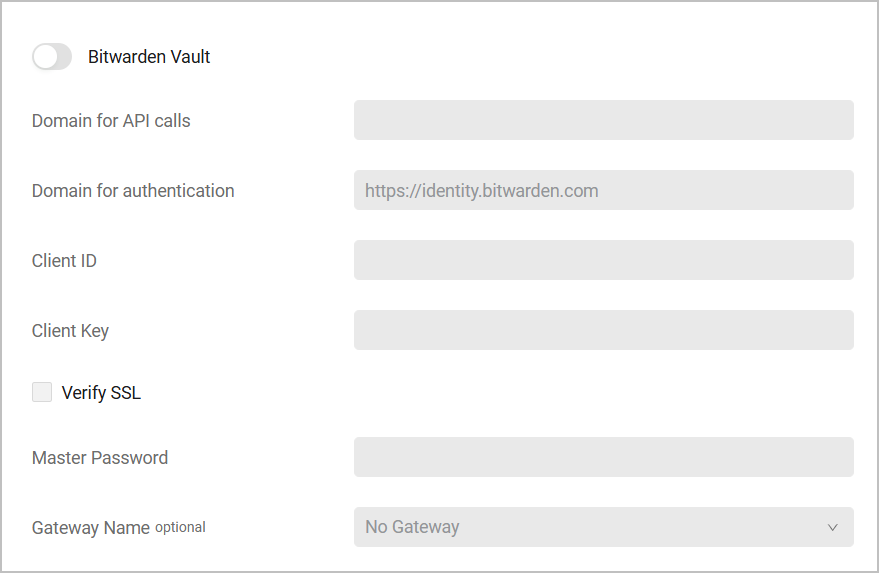 Bitwarden Vault
Domain for API calls
Domain for authentication https://identity.bitwarden.com
Client ID
Client Key
Verify SSL
Master Password
Gateway Name optional No Gateway